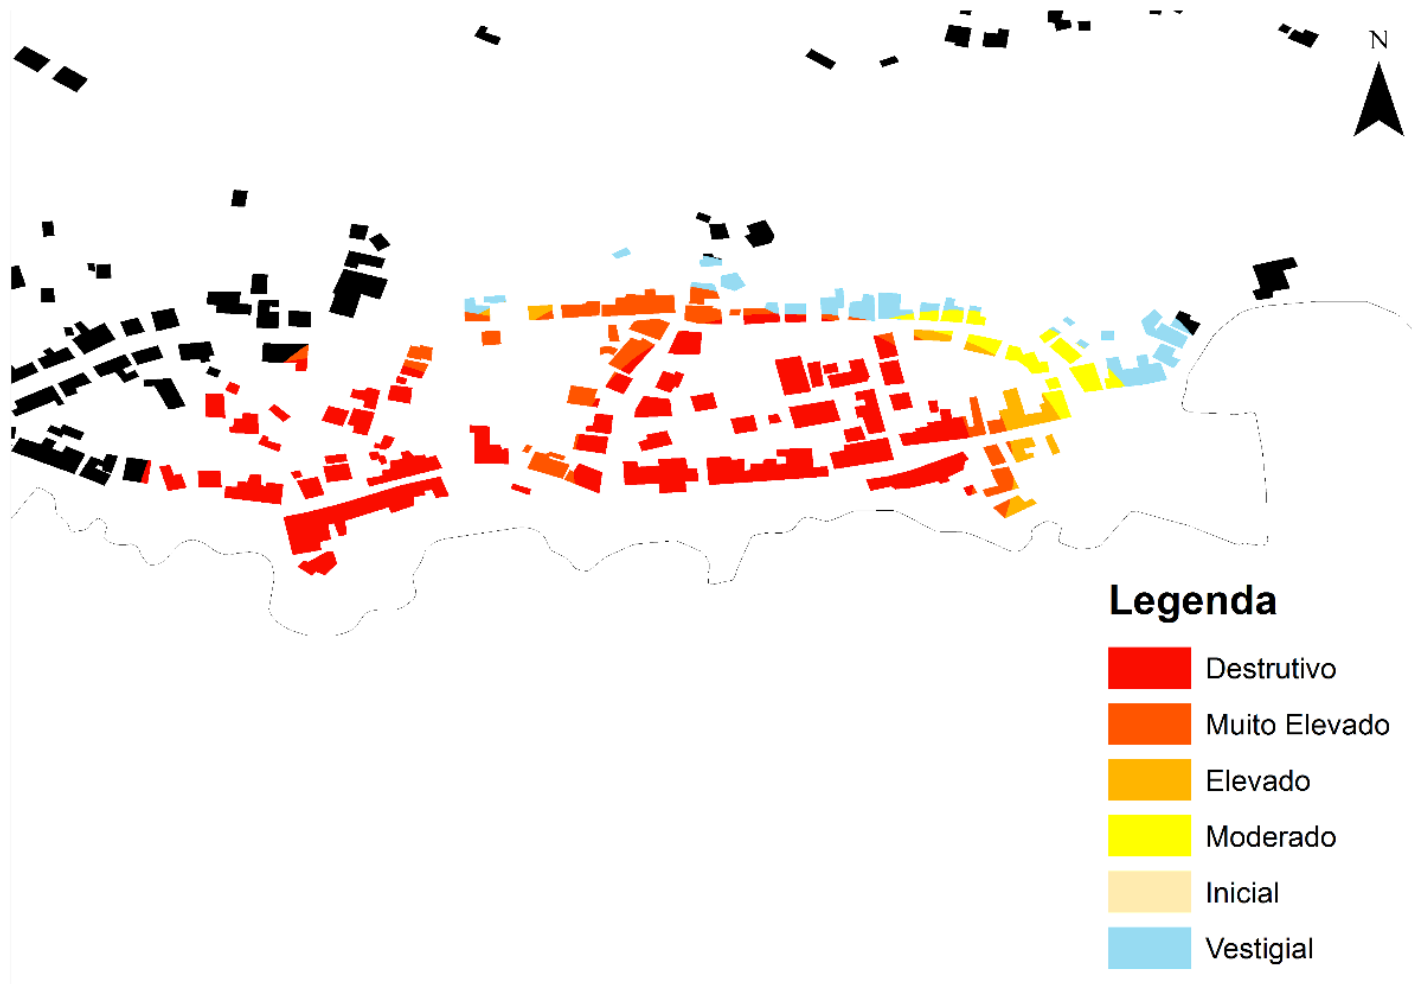 N
Legenda
Destrutivo
Muito Elevado
Elevado
Moderado
Inicial
Vestigial